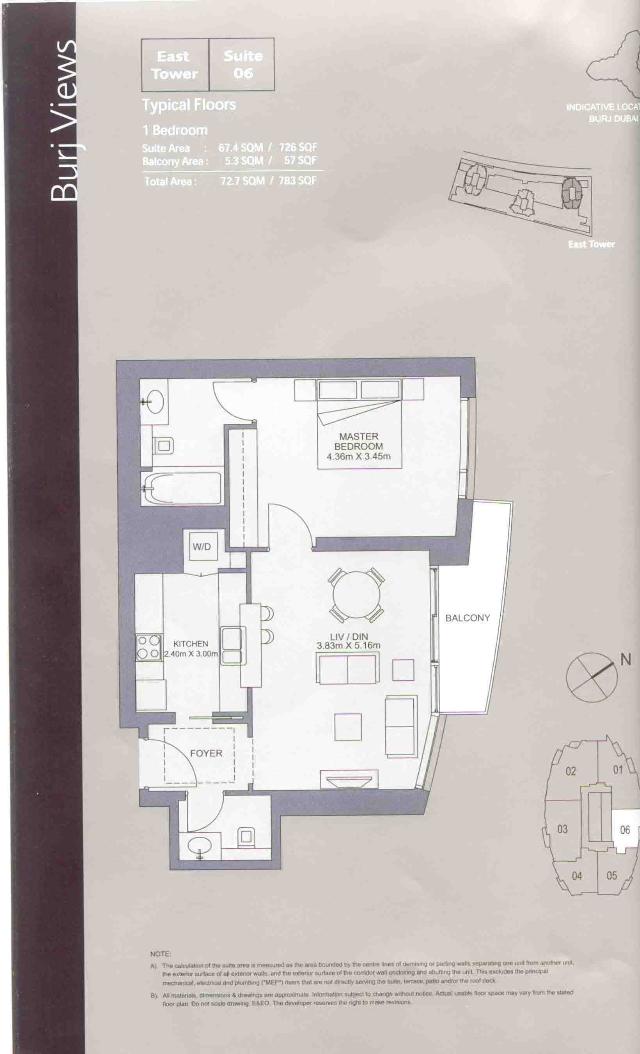 Burj Views
East Tower
Suite 06
Typical Floors
1 Bedroom
Suite Area : 67.4 SQM / 726 SQF
Balcony Area : 5.3 SQM / 57 SQF
Total Area : 72.7 SQM / 783 SQF
INDICATIVE LOCA
BURJ DUBAI
East Tower
MASTER
BEDROOM
4.36m X 3.45m
W/D
BALCONY
KITCHEN
2.40m X 3.00m
LIV / DIN
3.83m X 5.16m
N
FOYER
02
01
03
06
04
05
NOTE:
A). The calculation of the suite area is measured as the area bounded by the centre lines of demising or parting walls separating one unit from another unit,
the exterior surface of all exterior walls, and the exterior surface of the corridor wall enclosing and abutting the unit. This excludes the principal
mechanical, electrical and plumbing ("MEP") risers that are not directly serving the suite, terrace, patio and/or the roof deck.
B). All materials, dimensions & drawings are approximate. Information subject to change without notice. Actual usable floor space may vary from the stated
floor plan. Do not scale drawing. E&EO. The developer reserves the right to make revisions.